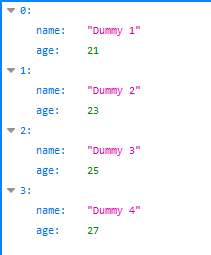 0:
name: "Dummy 1"
age: 21
1:
name: "Dummy 2"
age: 23
2:
name: "Dummy 3"
age: 25
3:
name: "Dummy 4"
age: 27